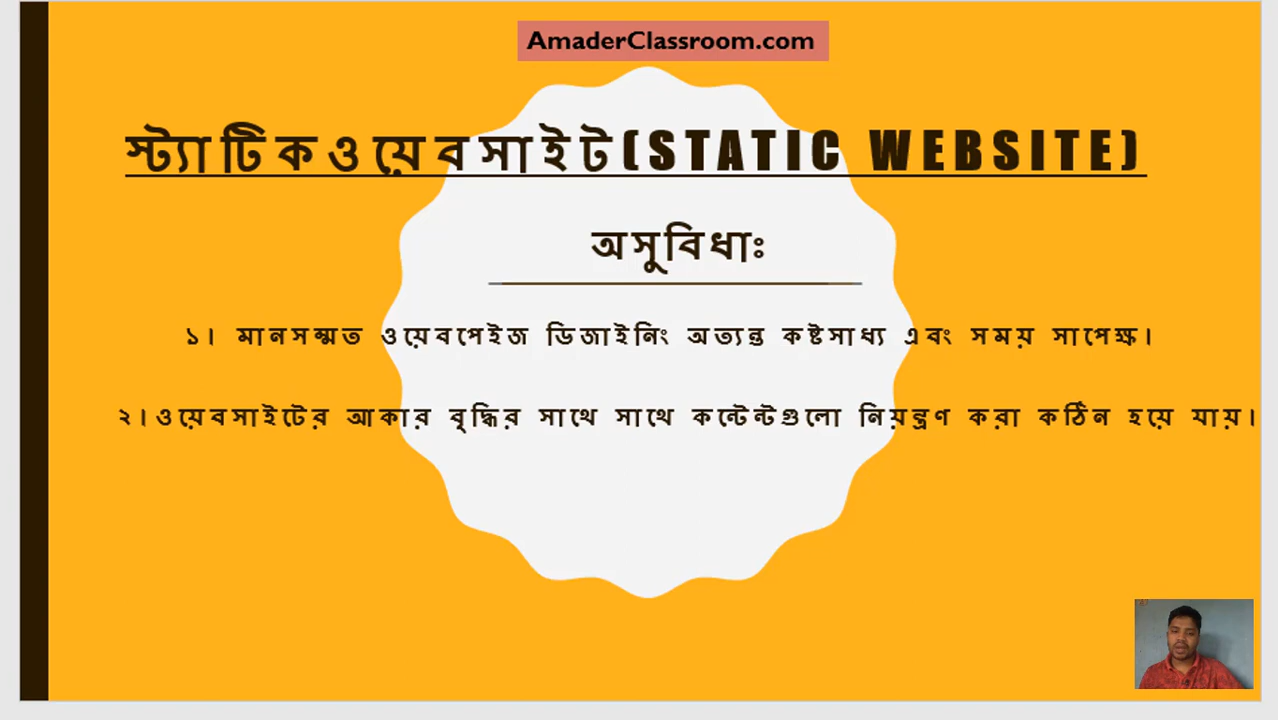 AmaderClassroom.com
স্ট্যাটিকওয়েবসাইট(STATIC WEBSITE)
অসুবিধাঃ
১। মানসম্মত ওয়েবপেইজ ডিজাইনিং অত্যন্ত কষ্টসাধ্য এবং সময় সাপেক্ষ।
২।ওয়েবসাইটের আকার বৃদ্ধির সাথে সাথে কন্টেন্টগুলো নিয়ন্ত্রণ করা কঠিন হয়ে যায়।